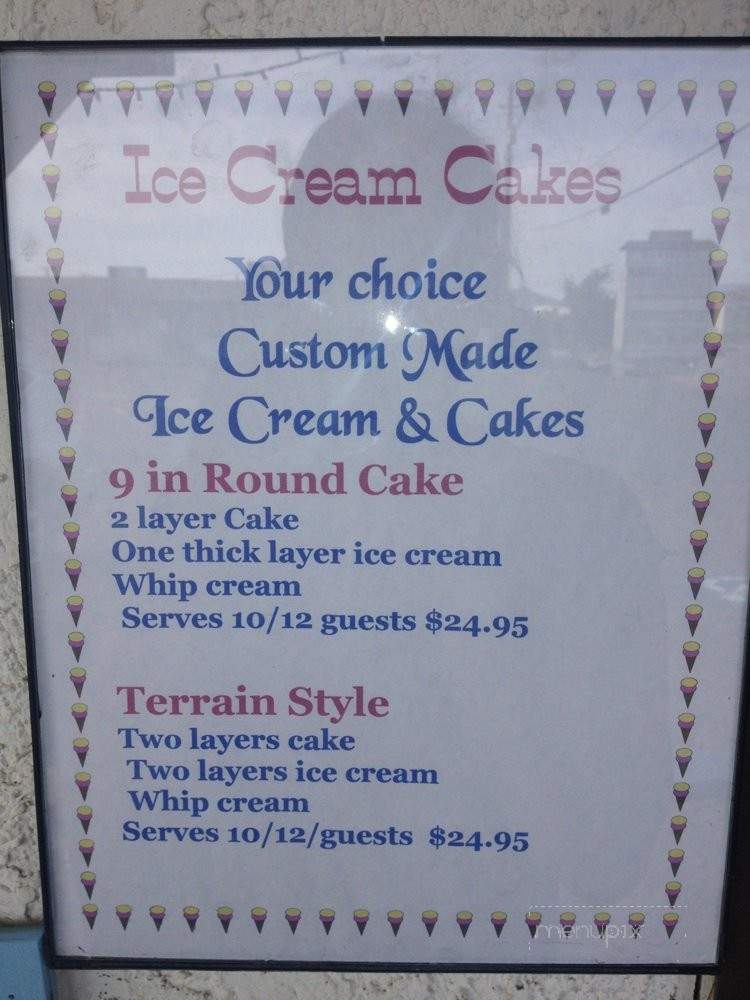 Ice Cream Cakes
Your choice
Custom Made
Ice Cream & Cakes
9 in Round Cake
2 layer Cake
One thick layer ice cream
Whip cream
Serves 10/12 guests $24.95
Terrain Style
Two layers cake
Two layers ice cream
Whip cream
Serves 10/12/guests $24.95
menupix